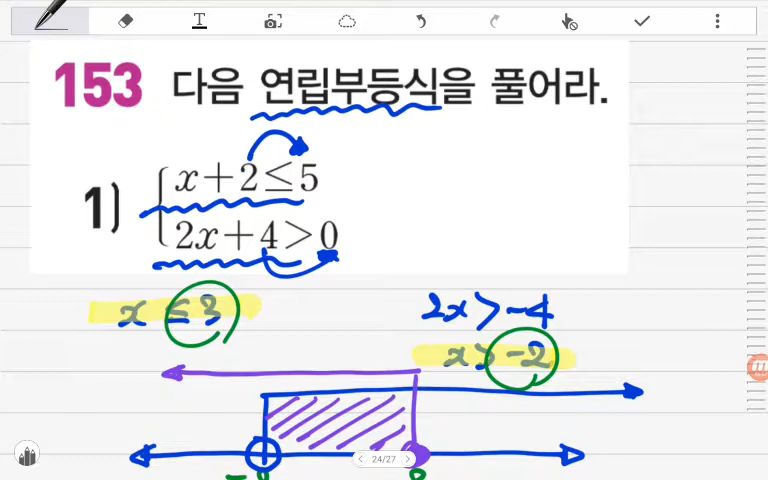 T
153 다음 연립부등식을 풀어라.
1) x+2≤5
2x+4>0
x ≤ 3
2x > -4
x > -2
24/27